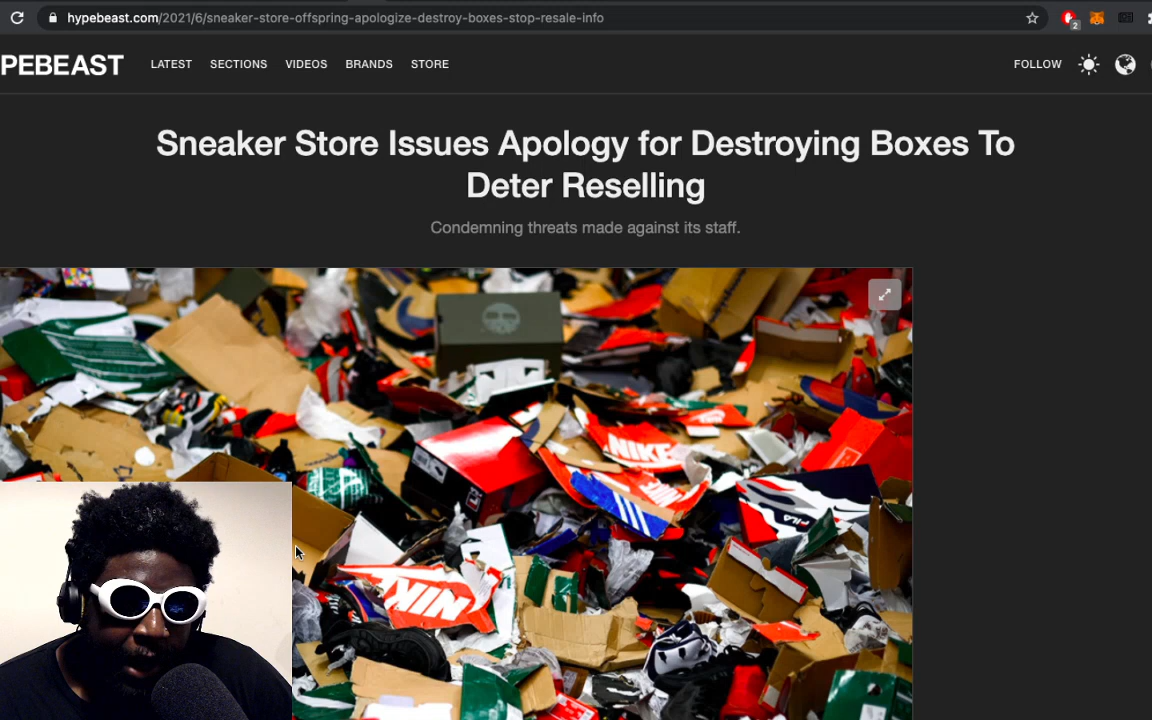 hypebeast.com/2021/6/sneaker-store-offspring-apologize-destroy-boxes-stop-resale-info
2
PEBEAST
LATEST SECTIONS VIDEOS BRANDS STORE
FOLLOW
Sneaker Store Issues Apology for Destroying Boxes To
Deter Reselling
Condemning threats made against its staff.
NIKE
FILA
NIK